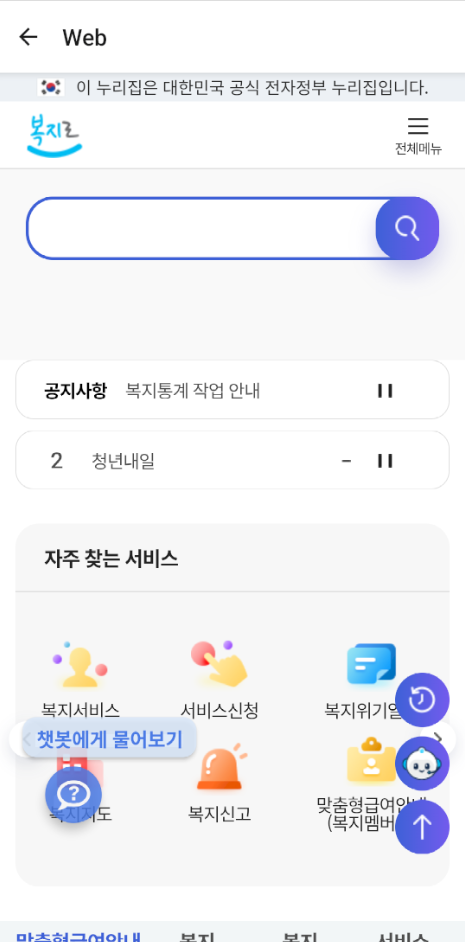 Web
이 누리집은 대한민국 공식 전자정부 누리집입니다.
복지로
전체메뉴
공지사항 복지통계 작업 안내
2 청년내일 -
자주 찾는 서비스
복지서비스 서비스신청 복지위기알
챗봇에게 물어보기
복지지도 복지신고 맞춤형급여안내
(복지멤버
맞춤형급여안내 복지 복지 서비스